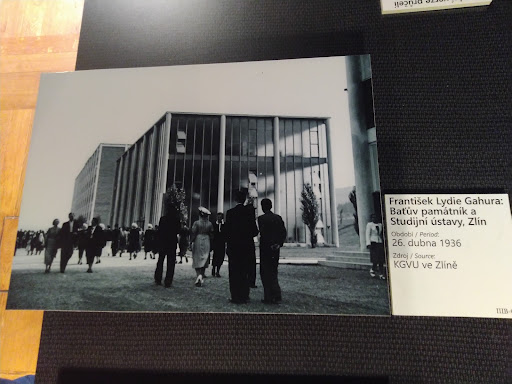 František Lydie Gahura:
Baťův památník a
Studijní ústavy, Zlín
Období / Period:
26. dubna 1936
Zdroj / Source:
KGVU ve Zlíně